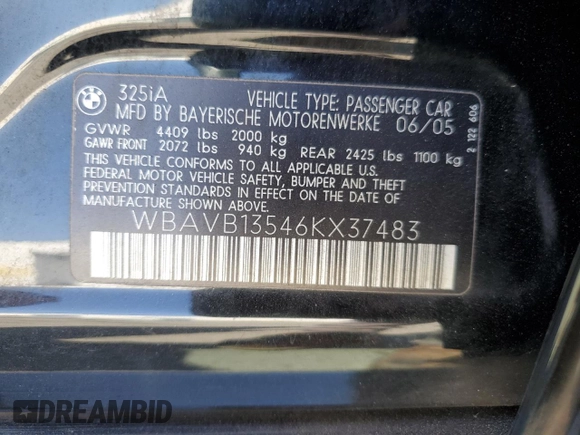 BMW
325iA VEHICLE TYPE: PASSENGER CAR
MFD BY BAYERISCHE MOTORENWERKE 06/05
GVWR 4409 lbs 2000 kg
GAWR FRONT 2072 lbs 940 kg REAR 2425 lbs 1100 kg
THIS VEHICLE CONFORMS TO ALL APPLICABLE U.S.
FEDERAL MOTOR VEHICLE SAFETY, BUMPER AND THEFT
PREVENTION STANDARDS IN EFFECT ON THE DATE OF
MANUFACTURE SHOWN ABOVE.
WBAVB13546KX37483
2 122 606
DREAMBID